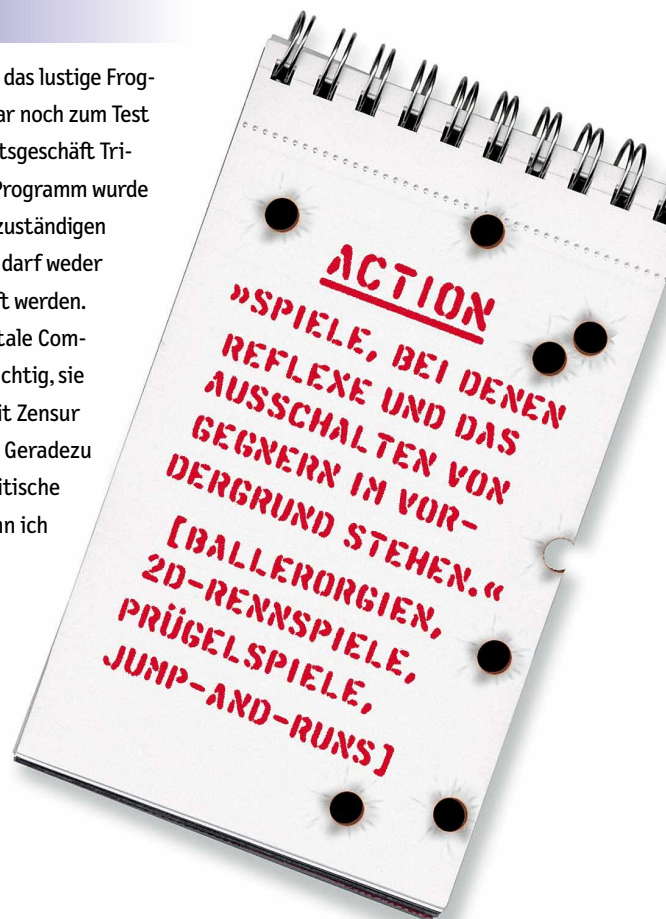 das lustige Frog-
ar noch zum Test
tsgeschäft Tri-
Programm wurde
zuständigen
darf weder
ft werden.
tale Com-
chtig, sie
it Zensur
Geradezu
itische
nn ich
ACTION
»SPIELE, BEI DENEN
REFLEXE UND DAS
AUSSCHALTEN VON
GEGNERN IM VOR-
DERGRUND STEHEN.«
[BALLERORGIEN,
2D-RENNSPIELE,
PRÜGELSPIELE,
JUMP-AND-RUNS]